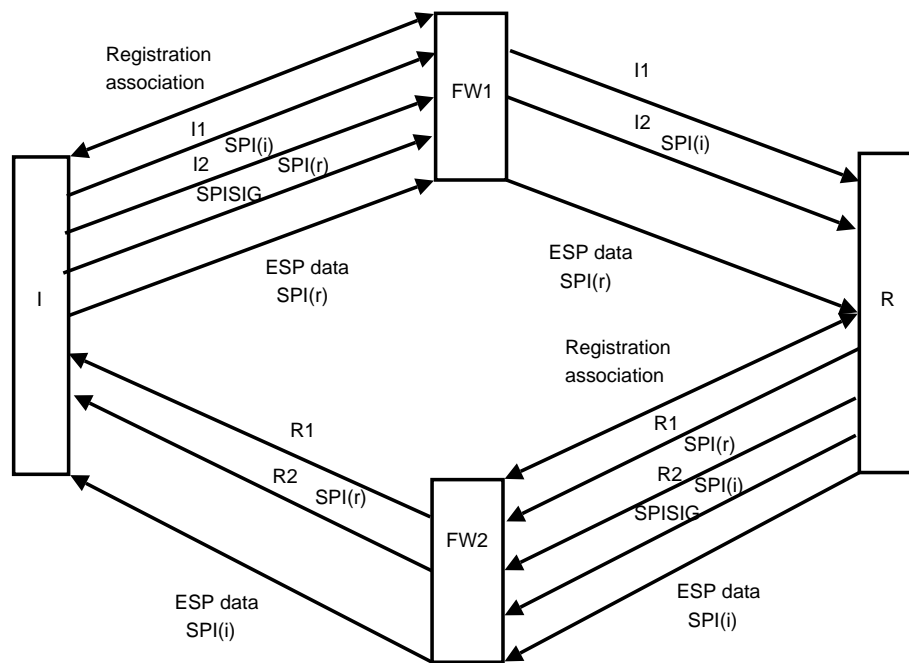 Registration
association
FW1
I1
I1
I2
SPI(i)
SPI(i)
I2
SPI(r)
SPISIG
ESP data
SPI(r)
ESP data
SPI(r)
I
R
Registration
association
R1
R1
SPI(r)
R2
SPI(r)
R2
SPI(i)
SPISIG
FW2
ESP data
SPI(i)
ESP data
SPI(i)